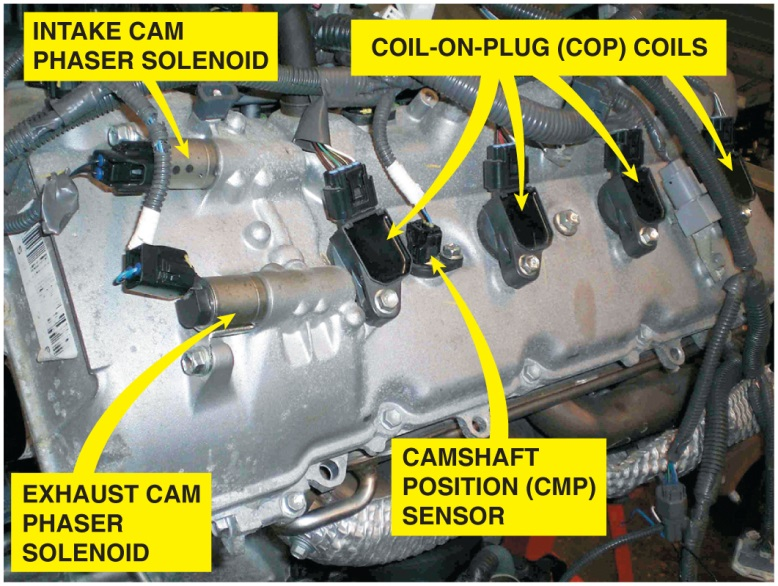 INTAKE CAM
PHASER SOLENOID
COIL-ON-PLUG (COP) COILS
EXHAUST CAM
PHASER
SOLENOID
CAMSHAFT
POSITION (CMP)
SENSOR